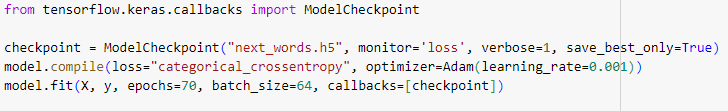 from tensorflow.keras.callbacks import ModelCheckpoint
checkpoint = ModelCheckpoint("next_words.h5", monitor='loss', verbose=1, save_best_only=True)
model.compile(loss="categorical_crossentropy", optimizer=Adam(learning_rate=0.001))
model.fit(X, y, epochs=70, batch_size=64, callbacks=[checkpoint])